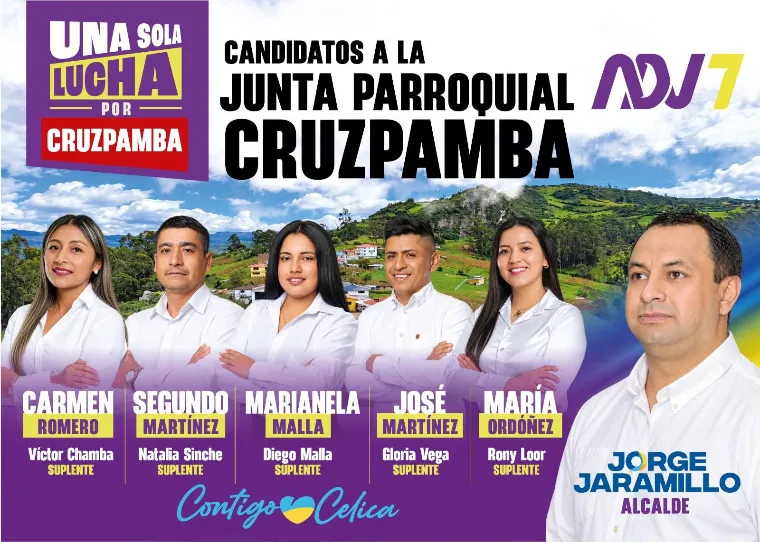 UNA SOLA
LUCHA
POR
CRUZPAMBA
CANDIDATOS A LA
JUNTA PARROQUIAL
CRUZPAMBA
ADJ7
CARMEN
ROMERO
Víctor Chamba
SUPLENTE
SEGUNDO
MARTÍNEZ
Natalia Sinche
SUPLENTE
MARIANELA
MALLA
Diego Malla
SUPLENTE
JOSÉ
MARTÍNEZ
Gloria Vega
SUPLENTE
MARÍA
ORDÓÑEZ
Rony Loor
SUPLENTE
Contigo Celica
JORGE
JARAMILLO
ALCALDE